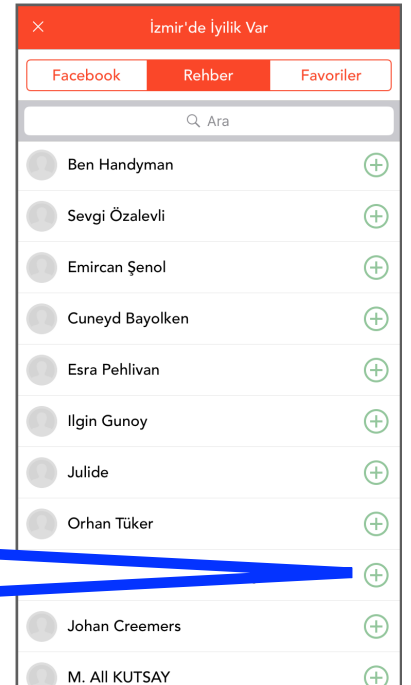 İzmir'de İyilik Var
Facebook Rehber Favoriler
Ara
Ben Handyman
Sevgi Özalevli
Emircan Şenol
Cuneyd Bayolken
Esra Pehlivan
Ilgin Gunoy
Julide
Orhan Tüker
Johan Creemers
M. All KUTSAY